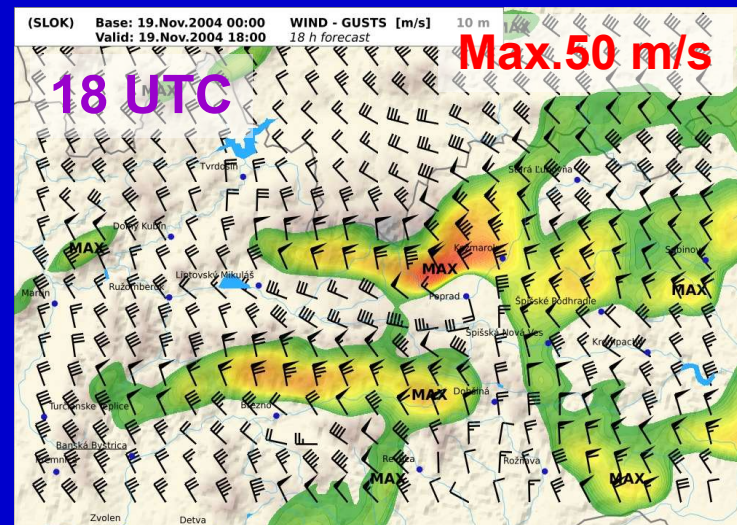 (SLOK) Base: 19.Nov.2004 00:00 WIND - GUSTS [m/s] 10 m
Valid: 19.Nov.2004 18:00 18 h forecast
MAX
Max.50 m/s
18 UTC
MAX
Tvrdošín
Stará Ľubovňa
Dolný Kubín
MAX
Kežmarok
Sabinov
MAX
Liptovský Mikuláš
Martin
Ružomberok
Poprad
MAX
Spišské Podhradie
Spišská Nová Ves
Krompachy
MAX
Dobšiná
Turčianske Teplice
Brezno
Banská Bystrica
Kremnica
Revúca
Rožňava
MAX
MAX
Zvolen
Detva